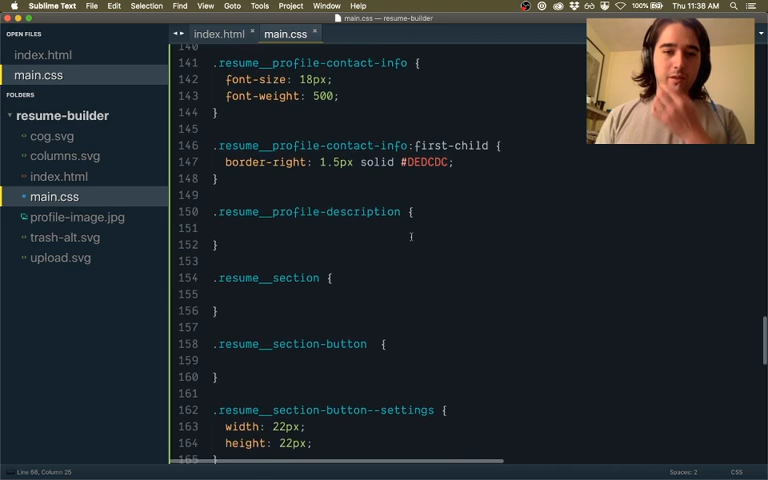 Sublime Text File Edit Selection Find View Goto Tools Project Window Help 100% Thu 11:38 AM
main.css — resume-builder
OPEN FILES
index.html
main.css
FOLDERS
resume-builder
cog.svg
columns.svg
index.html
main.css
profile-image.jpg
trash-alt.svg
upload.svg
index.html × main.css ×
140
141 .resume__profile-contact-info {
142 font-size: 18px;
143 font-weight: 500;
144 }
145
146 .resume__profile-contact-info:first-child {
147 border-right: 1.5px solid #DEDCDC;
148 }
149
150 .resume__profile-description {
151
152 }
153
154 .resume__section {
155
156 }
157
158 .resume__section-button {
159
160 }
161
162 .resume__section-button--settings {
163 width: 22px;
164 height: 22px;
165 }
Line 68, Column 25 Spaces: 2 CSS